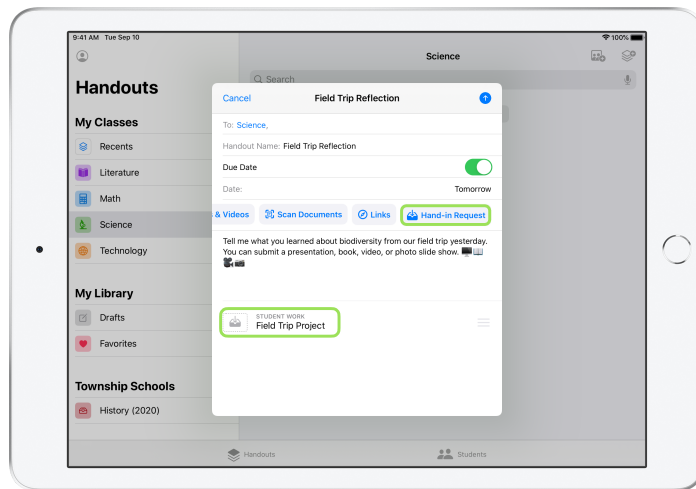 9:41 AM Tue Sep 10
100%
Science
Handouts
Search
My Classes
Recents
Literature
Math
Science
Technology
My Library
Drafts
Favorites
Township Schools
History (2020)
Cancel
Field Trip Reflection
To: Science,
Handout Name: Field Trip Reflection
Due Date
Date:
Tomorrow
& Videos
Scan Documents
Links
Hand-in Request
Tell me what you learned about biodiversity from our field trip yesterday.
You can submit a presentation, book, video, or photo slide show. 🖥️📖
🎥📸
STUDENT WORK
Field Trip Project
Handouts
Students